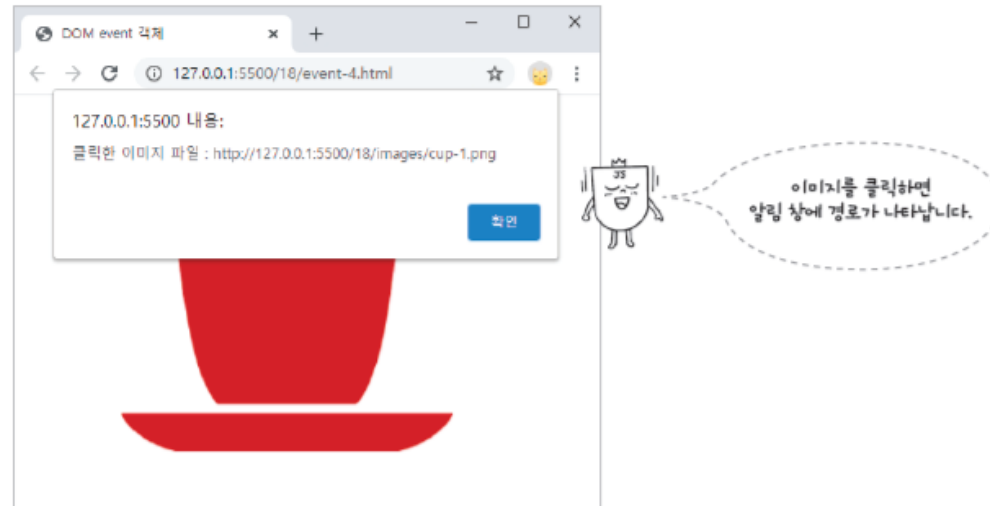 DOM event 객체
127.0.0.1:5500/18/event-4.html
127.0.0.1:5500 내용:
클릭한 이미지 파일 : http://127.0.0.1:5500/18/images/cup-1.png
확인
JS
이미지를 클릭하면
알림 창에 경로가 나타납니다.